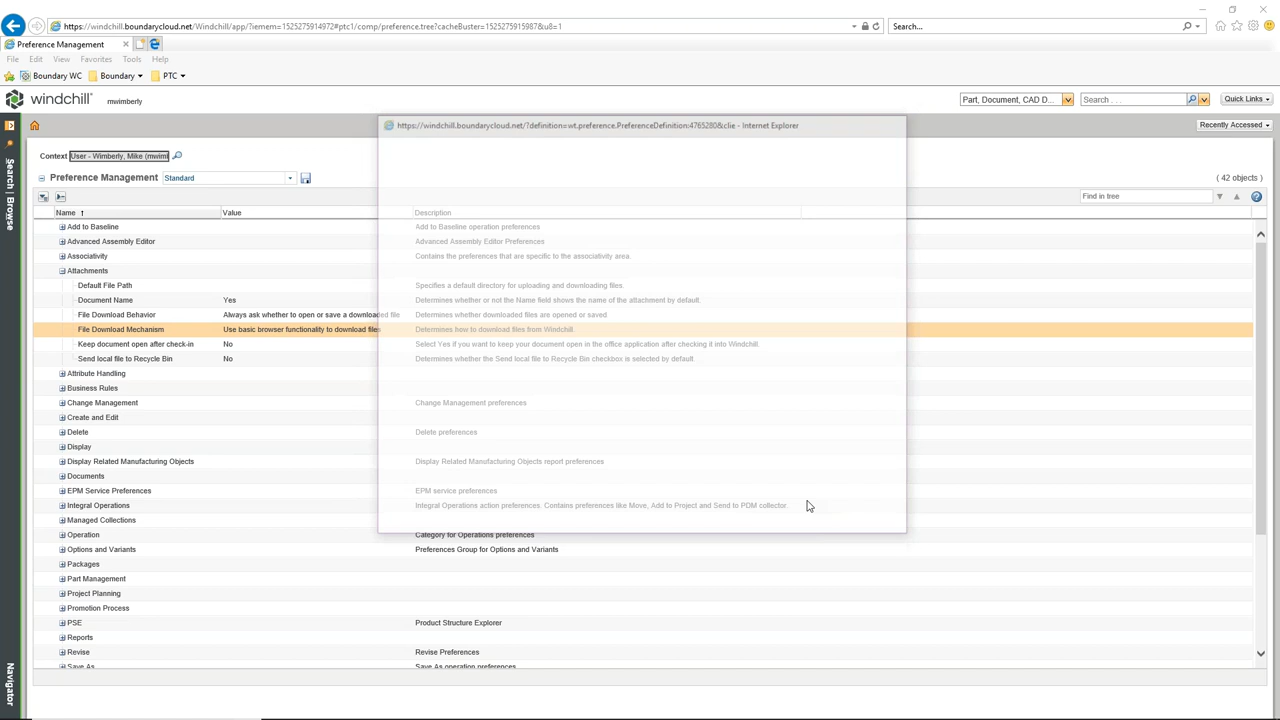 https://windchill.boundarycloud.net/Windchill/app/?iemem=1525275914972#ptc1/comp/preference.tree?cacheBuster=1525275915987&u8=1
Search...
Preference Management
File Edit View Favorites Tools Help
Boundary WC Boundary PTC
windchill mwimberly Part, Document, CAD D... Search . . . Quick Links
Recently Accessed
https://windchill.boundarycloud.net/?definition=wt.preference.PreferenceDefinition:4765280&clie - Internet Explorer
Context User - Wimberly, Mike (mwiml
Preference Management Standard ( 42 objects )
Find in tree
Name ↑ Value Description
Add to Baseline Add to Baseline operation preferences
Advanced Assembly Editor Advanced Assembly Editor Preferences
Associativity Contains the preferences that are specific to the associativity area.
Attachments
Default File Path Specifies a default directory for uploading and downloading files.
Document Name Yes Determines whether or not the Name field shows the name of the attachment by default.
File Download Behavior Always ask whether to open or save a downloaded file Determines whether downloaded files are opened or saved.
File Download Mechanism Use basic browser functionality to download files Determines how to download files from Windchill.
Keep document open after check-in No Select Yes if you want to keep your document open in the office application after checking it into Windchill.
Send local file to Recycle Bin No Determines whether the Send local file to Recycle Bin checkbox is selected by default.
Attribute Handling
Business Rules
Change Management Change Management preferences
Create and Edit
Delete Delete preferences
Display
Display Related Manufacturing Objects Display Related Manufacturing Objects report preferences
Documents
EPM Service Preferences EPM service preferences
Integral Operations Integral Operations action preferences. Contains preferences like Move, Add to Project and Send to PDM collector.
Managed Collections
Operation Category for Operations preferences
Options and Variants Preferences Group for Options and Variants
Packages
Part Management
Project Planning
Promotion Process
PSE Product Structure Explorer
Reports
Revise Revise Preferences
Save As Save As operation preferences
Search | Browse
Navigator